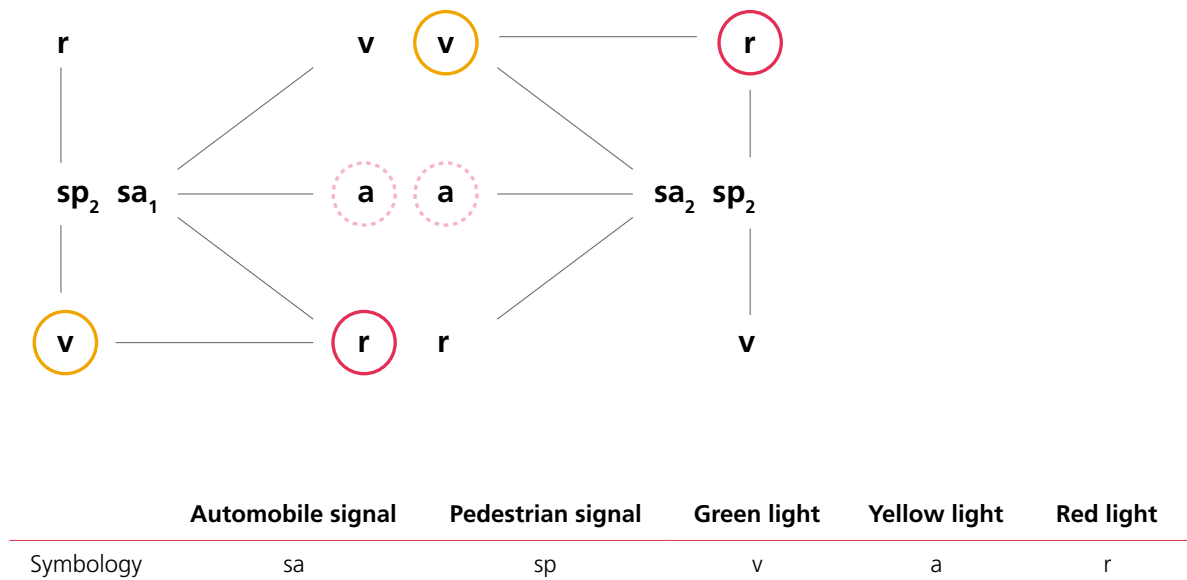 r v v r
sp2 sa1 a a sa2 sp2
v r r v
Automobile signal Pedestrian signal Green light Yellow light Red light
Symbology sa sp v a r